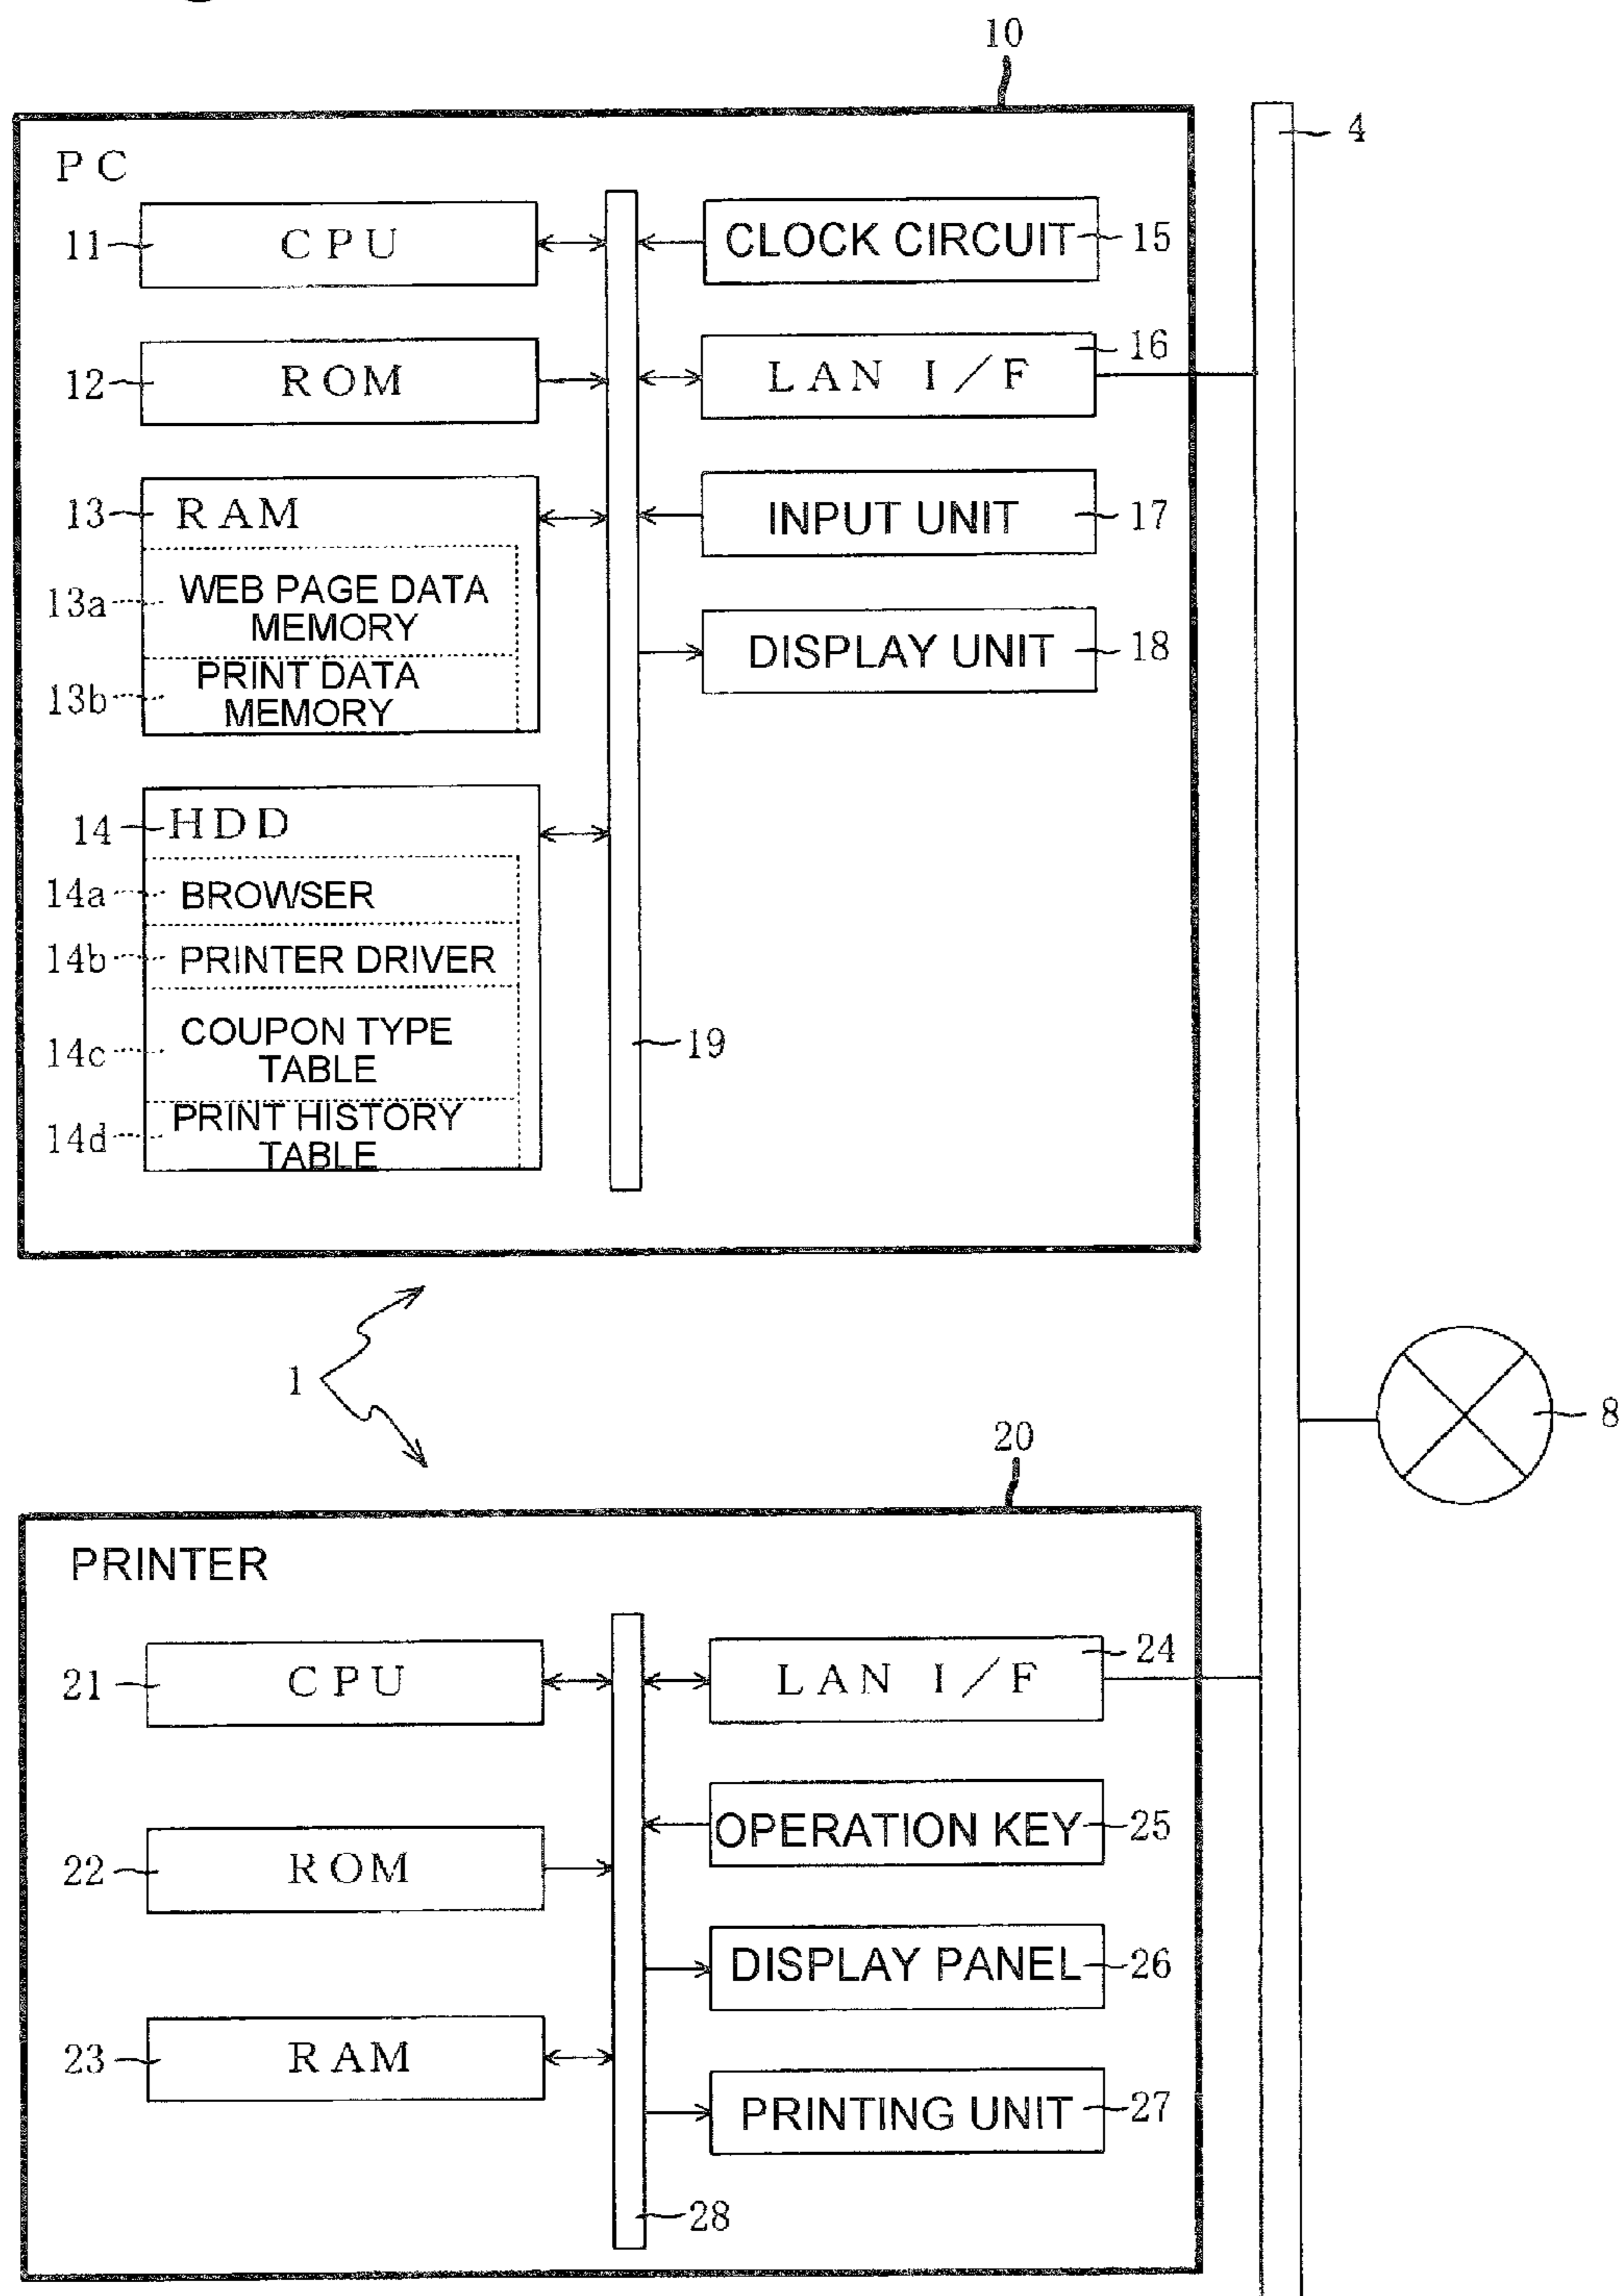 10
4
PC
11 CPU
CLOCK CIRCUIT 15
12 ROM
LAN I/F 16
13 RAM
INPUT UNIT 17
13a WEB PAGE DATA
MEMORY
DISPLAY UNIT 18
13b PRINT DATA
MEMORY
14 HDD
14a BROWSER
14b PRINTER DRIVER
14c COUPON TYPE
TABLE
19
14d PRINT HISTORY
TABLE
1
8
20
PRINTER
21 CPU
LAN I/F 24
OPERATION KEY 25
22 ROM
DISPLAY PANEL 26
23 RAM
PRINTING UNIT 27
28